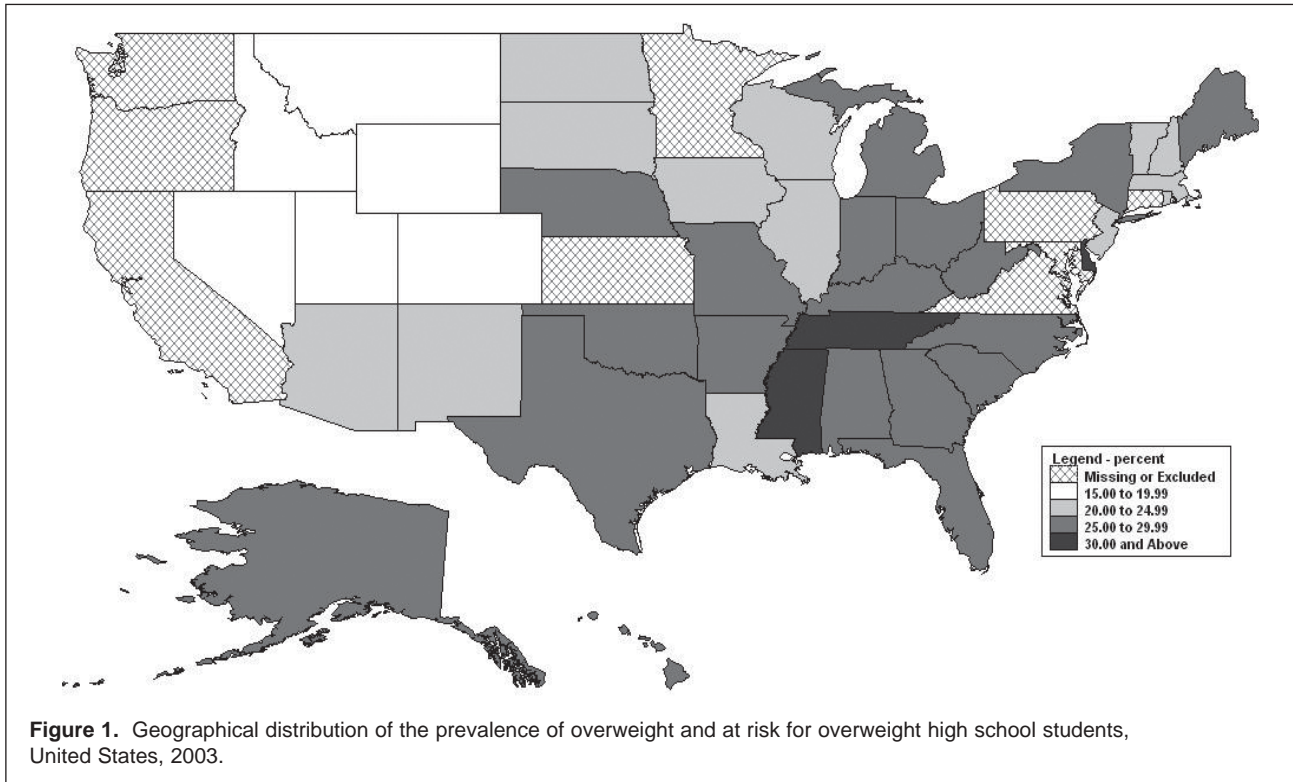 Legend - percent
Missing or Excluded
15.00 to 19.99
20.00 to 24.99
25.00 to 29.99
30.00 and Above
Figure 1. Geographical distribution of the prevalence of overweight and at risk for overweight high school students,
United States, 2003.